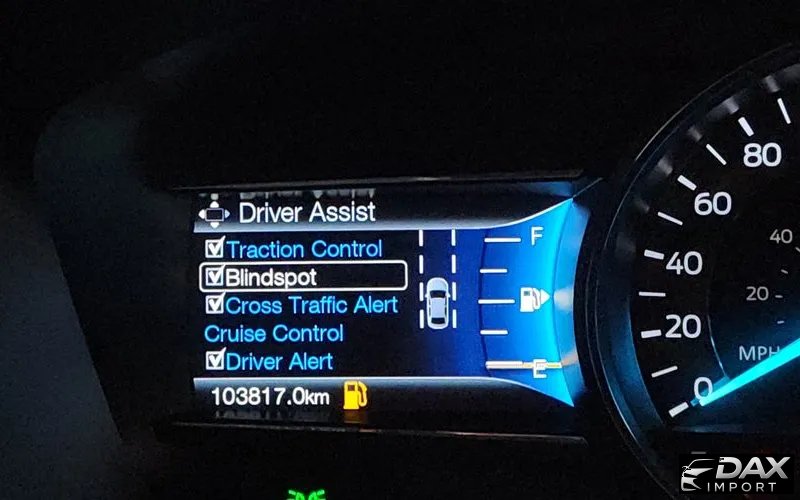 Driver Assist
Traction Control
Blindspot
Cross Traffic Alert
Cruise Control
Driver Alert
103817.0km
F
E
80
60
40
20
0
40
20
MPH
DAX
IMPORT